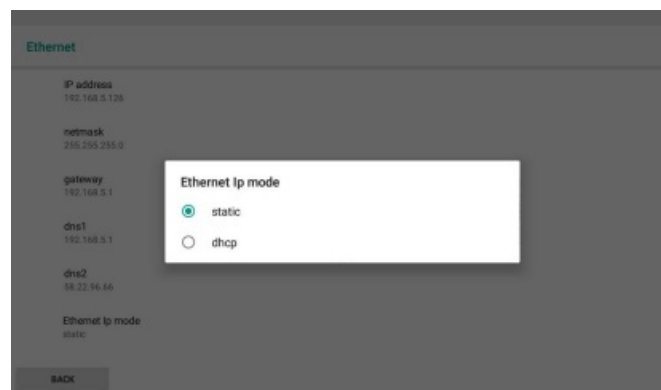 Ethernet
IP address
192.168.5.126
netmask
255.255.255.0
gateway
192.168.5.1
dns1
192.168.5.1
dns2
58.22.96.66
Ethernet Ip mode
static
BACK
Ethernet Ip mode
static
dhcp